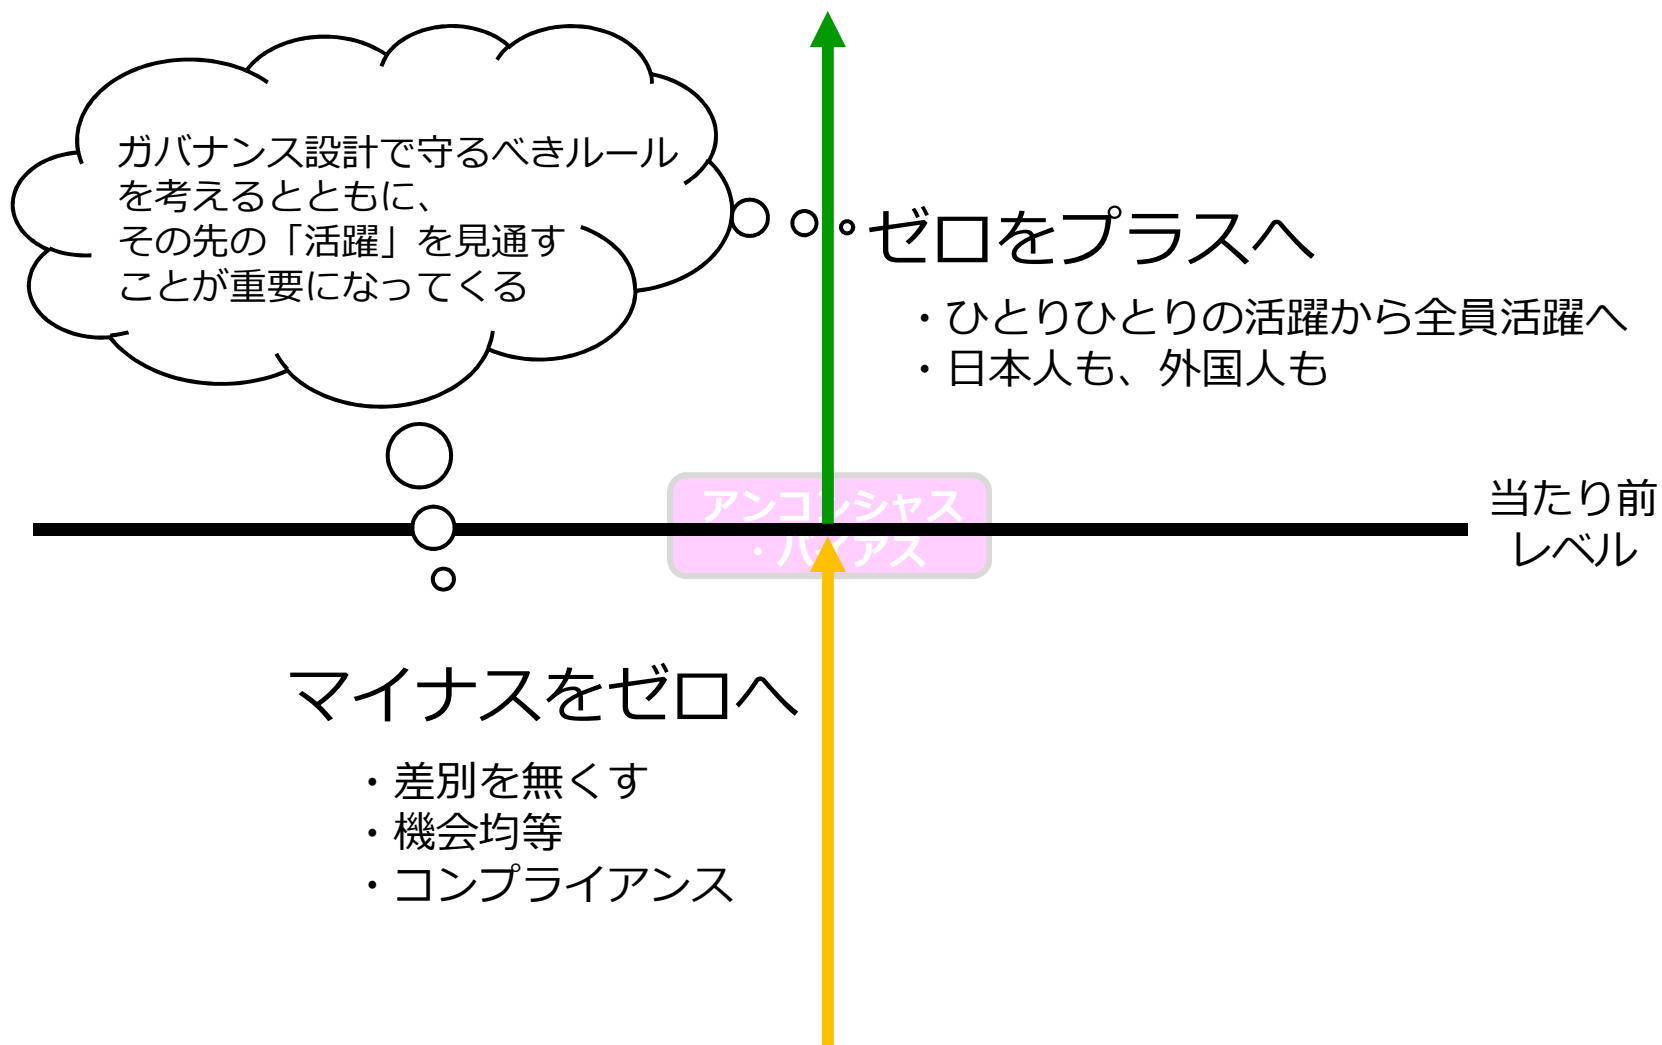 ガバナンス設計で守るべきルール
を考えるとともに、
その先の「活躍」を見通す
ことが重要になってくる
ゼロをプラスへ
・ひとりひとりの活躍から全員活躍へ
・日本人も、外国人も
アンコンシャス
・バイアス
当たり前
レベル
マイナスをゼロへ
・差別を無くす
・機会均等
・コンプライアンス